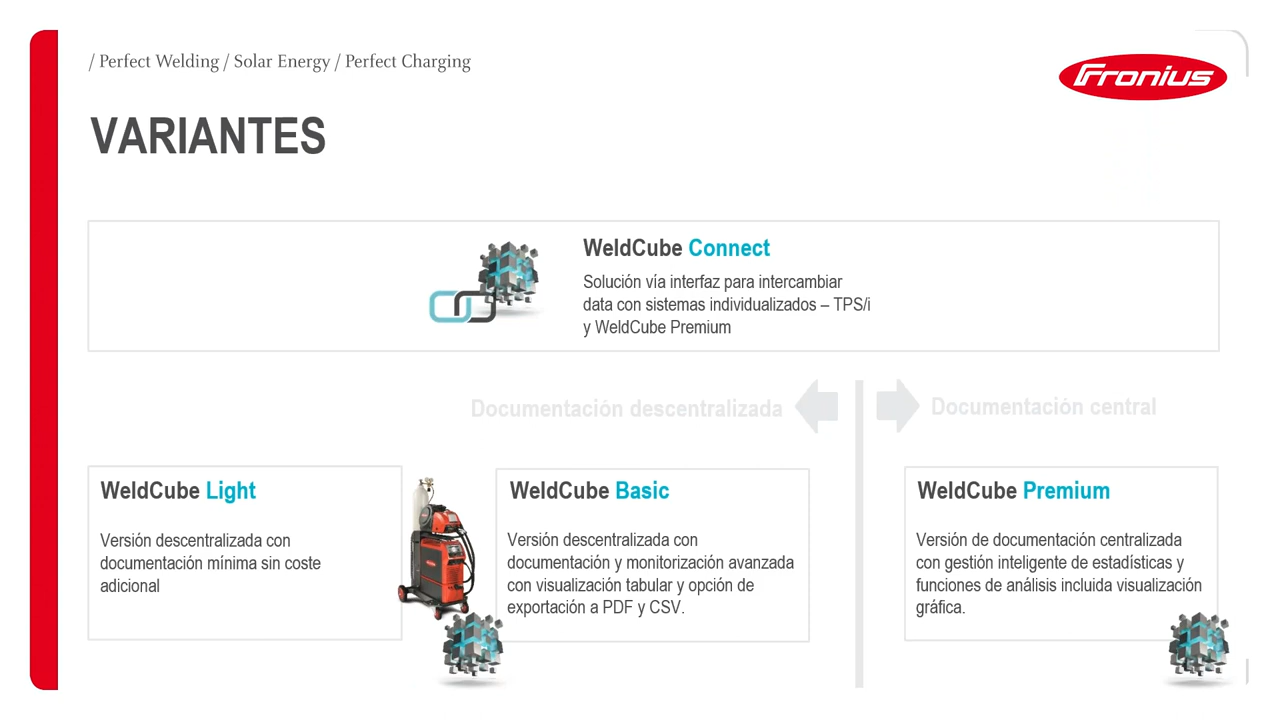 / Perfect Welding / Solar Energy / Perfect Charging
Fronius
VARIANTES
WeldCube Connect
Solución vía interfaz para intercambiar
data con sistemas individualizados – TPS/i
y WeldCube Premium
Documentación descentralizada
Documentación central
WeldCube Light
Versión descentralizada con
documentación mínima sin coste
adicional
WeldCube Basic
Versión descentralizada con
documentación y monitorización avanzada
con visualización tabular y opción de
exportación a PDF y CSV.
WeldCube Premium
Versión de documentación centralizada
con gestión inteligente de estadísticas y
funciones de análisis incluida visualización
gráfica.